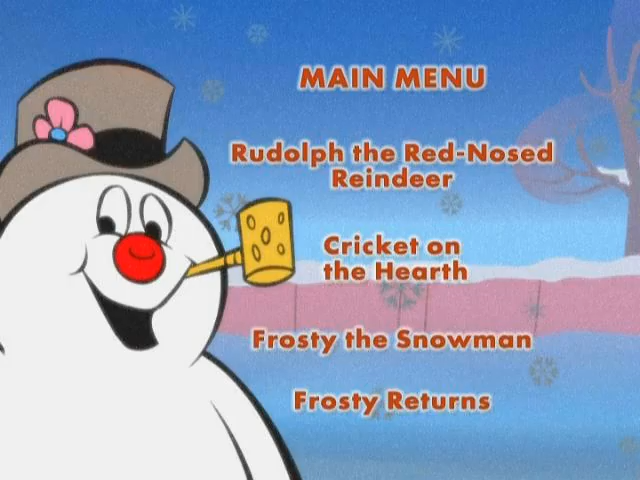 MAIN MENU
Rudolph the Red-Nosed
Reindeer
Cricket on
the Hearth
Frosty the Snowman
Frosty Returns